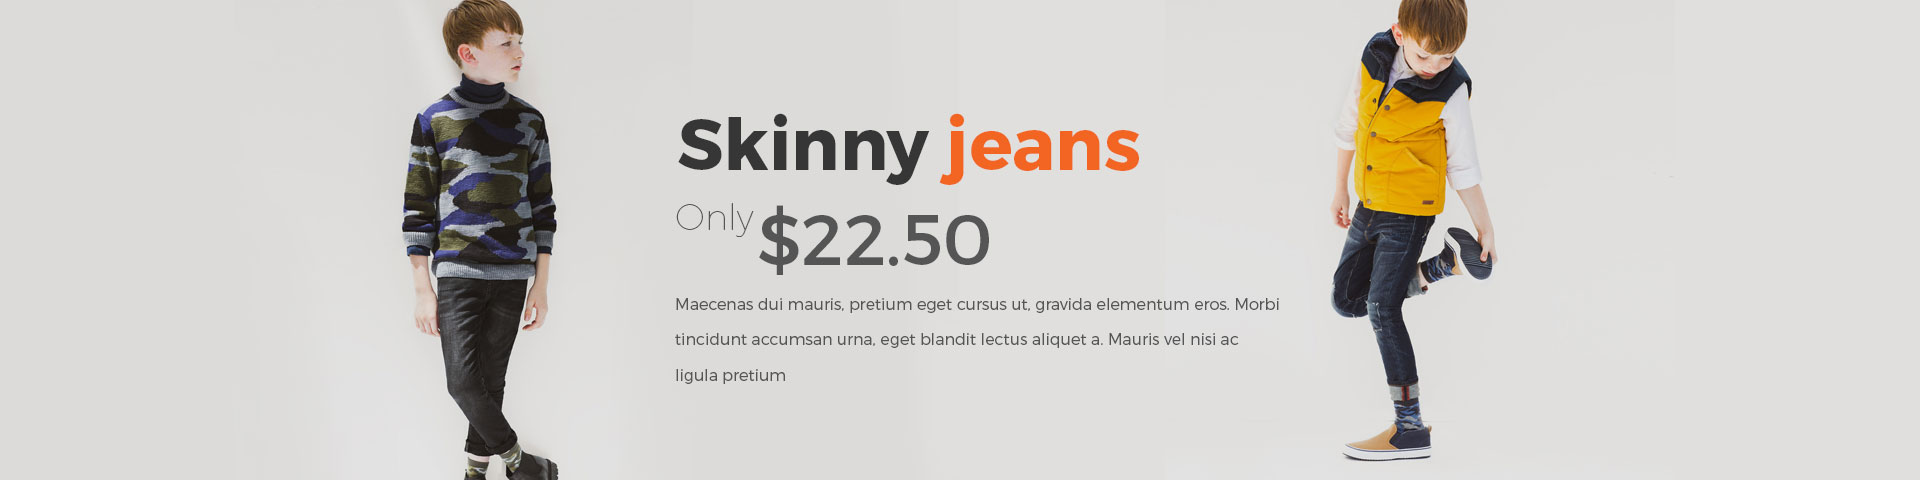 Skinny jeans
Only $22.50
Maecenas dui mauris, pretium eget cursus ut, gravida elementum eros. Morbi
tincidunt accumsan urna, eget blandit lectus aliquet a. Mauris vel nisi ac
ligula pretium